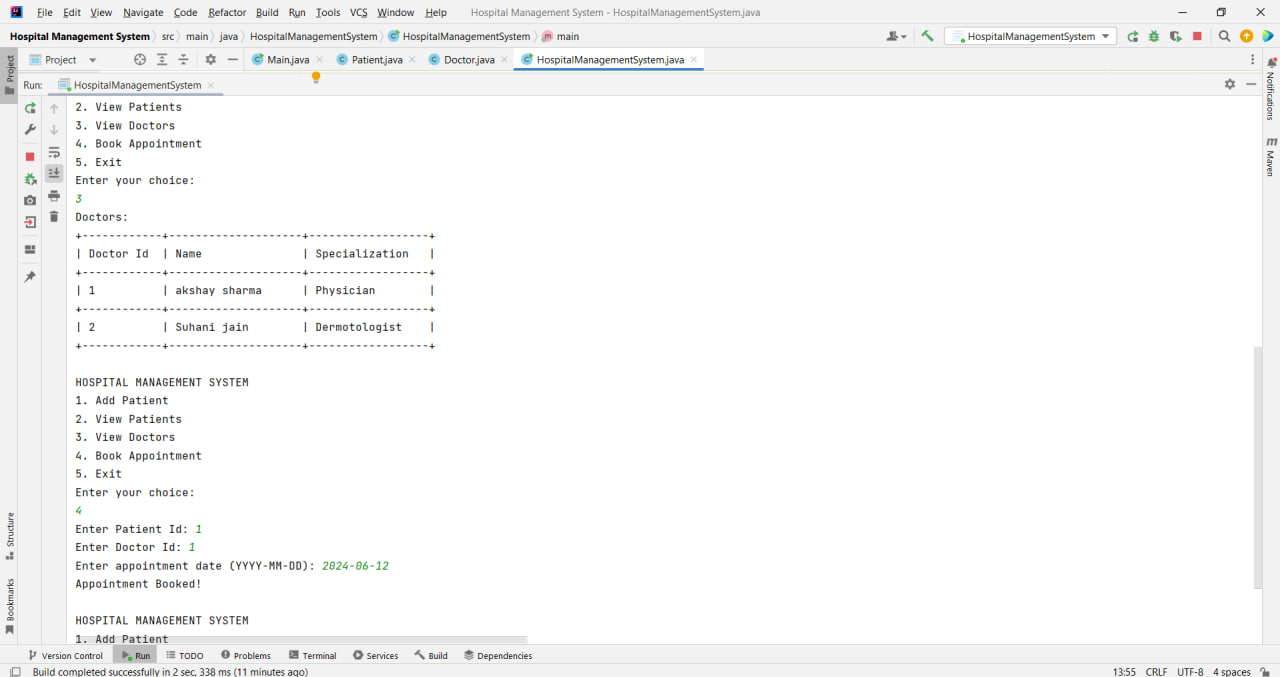 File Edit View Navigate Code Refactor Build Run Tools VCS Window Help Hospital Management System - HospitalManagementSystem.java
Hospital Management System src main java HospitalManagementSystem HospitalManagementSystem main HospitalManagementSystem
Project Main.java Patient.java Doctor.java HospitalManagementSystem.java
Run: HospitalManagementSystem
2. View Patients
3. View Doctors
4. Book Appointment
5. Exit
Enter your choice:
3
Doctors:
+------------+--------------------+------------------+
| Doctor Id  | Name               | Specialization   |
+------------+--------------------+------------------+
| 1          | akshay sharma      | Physician        |
+------------+--------------------+------------------+
| 2          | Suhani jain        | Dermotologist    |
+------------+--------------------+------------------+
HOSPITAL MANAGEMENT SYSTEM
1. Add Patient
2. View Patients
3. View Doctors
4. Book Appointment
5. Exit
Enter your choice:
4
Enter Patient Id: 1
Enter Doctor Id: 1
Enter appointment date (YYYY-MM-DD): 2024-06-12
Appointment Booked!
HOSPITAL MANAGEMENT SYSTEM
1. Add Patient
Project
Structure
Bookmarks
Notifications
m Maven
Version Control Run TODO Problems Terminal Services Build Dependencies
Build completed successfully in 2 sec, 338 ms (11 minutes ago) 13:55 CRLF UTF-8 4 spaces